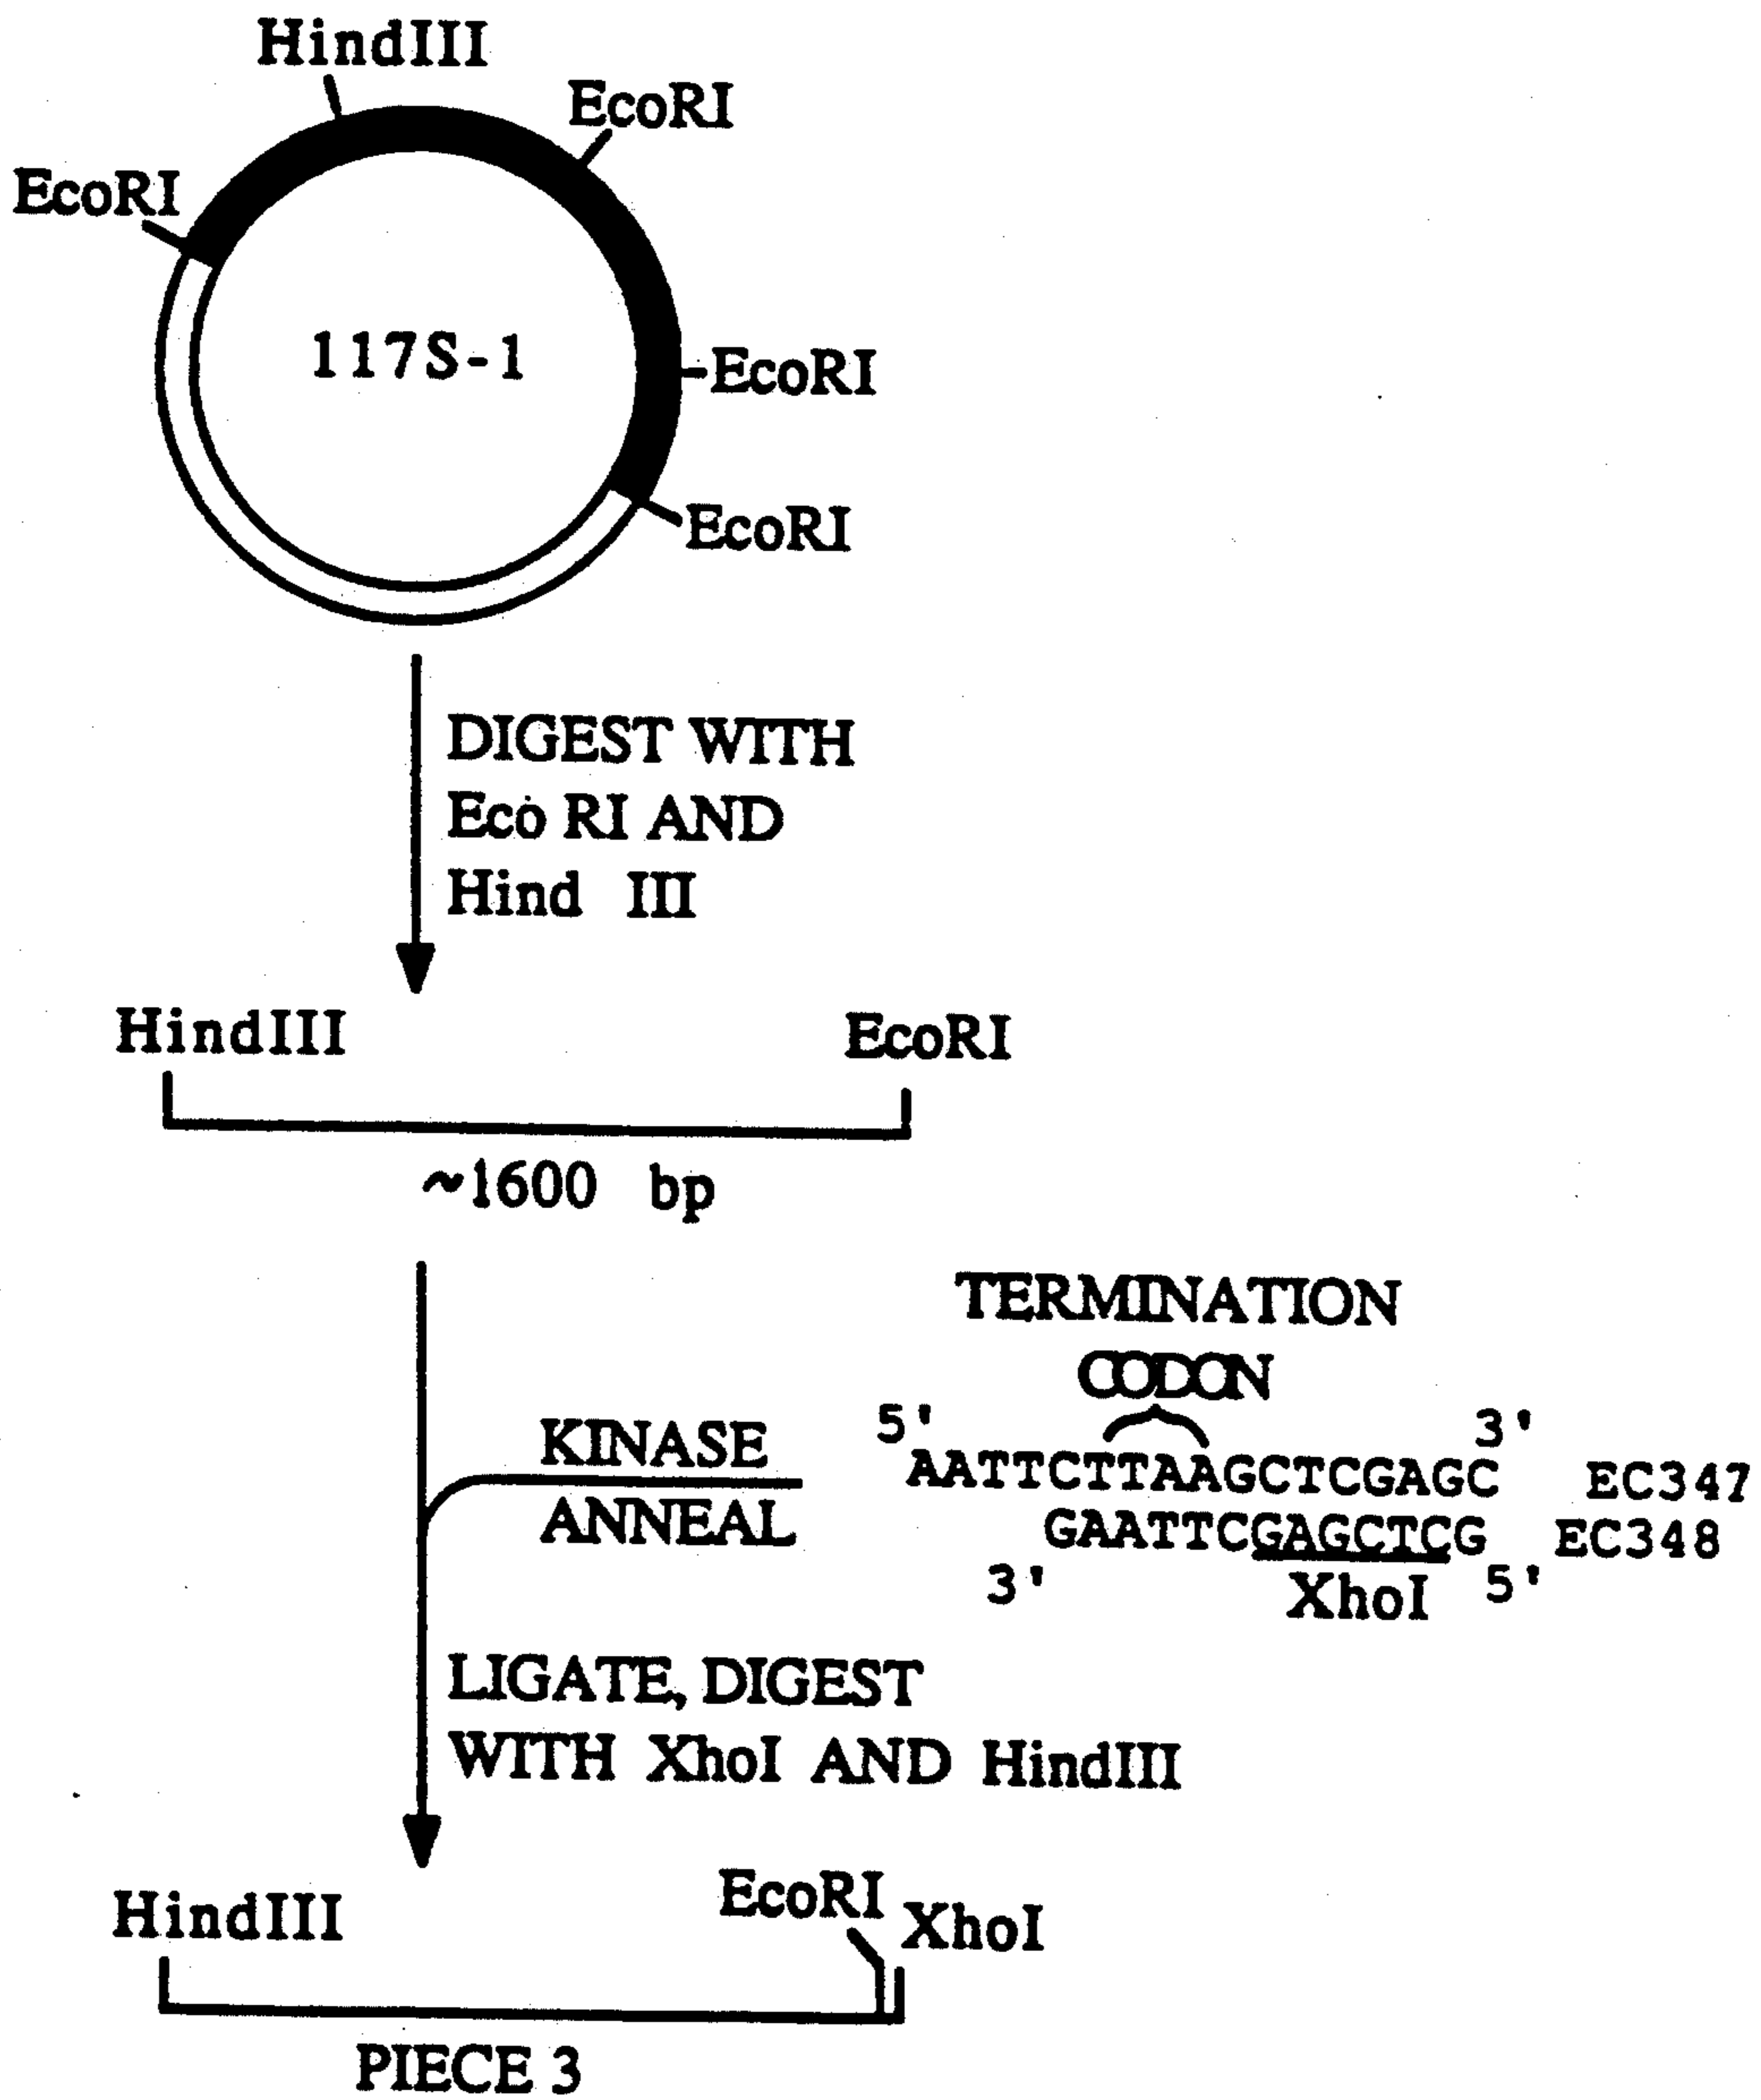 HindIII
EcoRI
EcoRI
117S-1
EcoRI
EcoRI
DIGEST WITH
Eco RI AND
Hind III
HindIII
EcoRI
~1600 bp
TERMINATION
CODON
KINASE
ANNEAL
5' 3'
AATTCTTAAGCTCGAGC EC347
GAATTCGAGCTCG EC348
3' XhoI 5'
LIGATE, DIGEST
WITH XhoI AND HindIII
HindIII
EcoRI
XhoI
PIECE 3